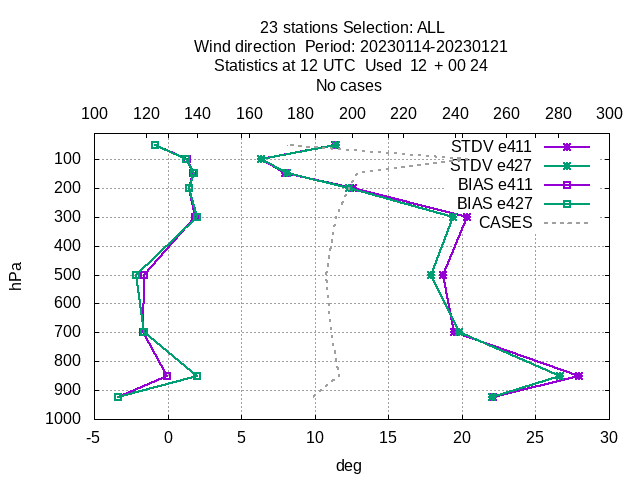 23 stations Selection: ALL
Wind direction  Period: 20230114-20230121
Statistics at 12 UTC  Used  12 + 00 24
No cases
100 120 140 160 180 200 220 240 260 280 300
STDV e411
STDV e427
BIAS e411
BIAS e427
CASES
hPa
100
200
300
400
500
600
700
800
900
1000
-5 0 5 10 15 20 25 30
deg